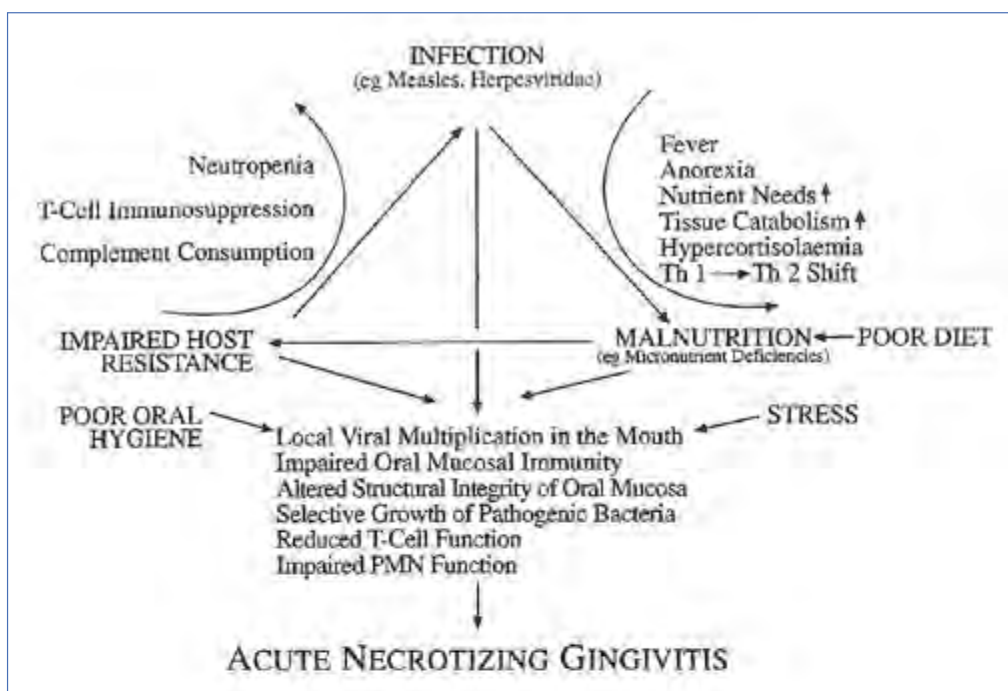 INFECTION
(eg Measles, Herpesviridae)
Neutropenia
T-Cell Immunosuppression
Complement Consumption
Fever
Anorexia
Nutrient Needs ↑
Tissue Catabolism ↑
Hypercortisolaemia
Th 1 → Th 2 Shift
IMPAIRED HOST
RESISTANCE
MALNUTRITION
(eg Micronutrient Deficiencies)
POOR DIET
POOR ORAL
HYGIENE
STRESS
Local Viral Multiplication in the Mouth
Impaired Oral Mucosal Immunity
Altered Structural Integrity of Oral Mucosa
Selective Growth of Pathogenic Bacteria
Reduced T-Cell Function
Impaired PMN Function
ACUTE NECROTIZING GINGIVITIS